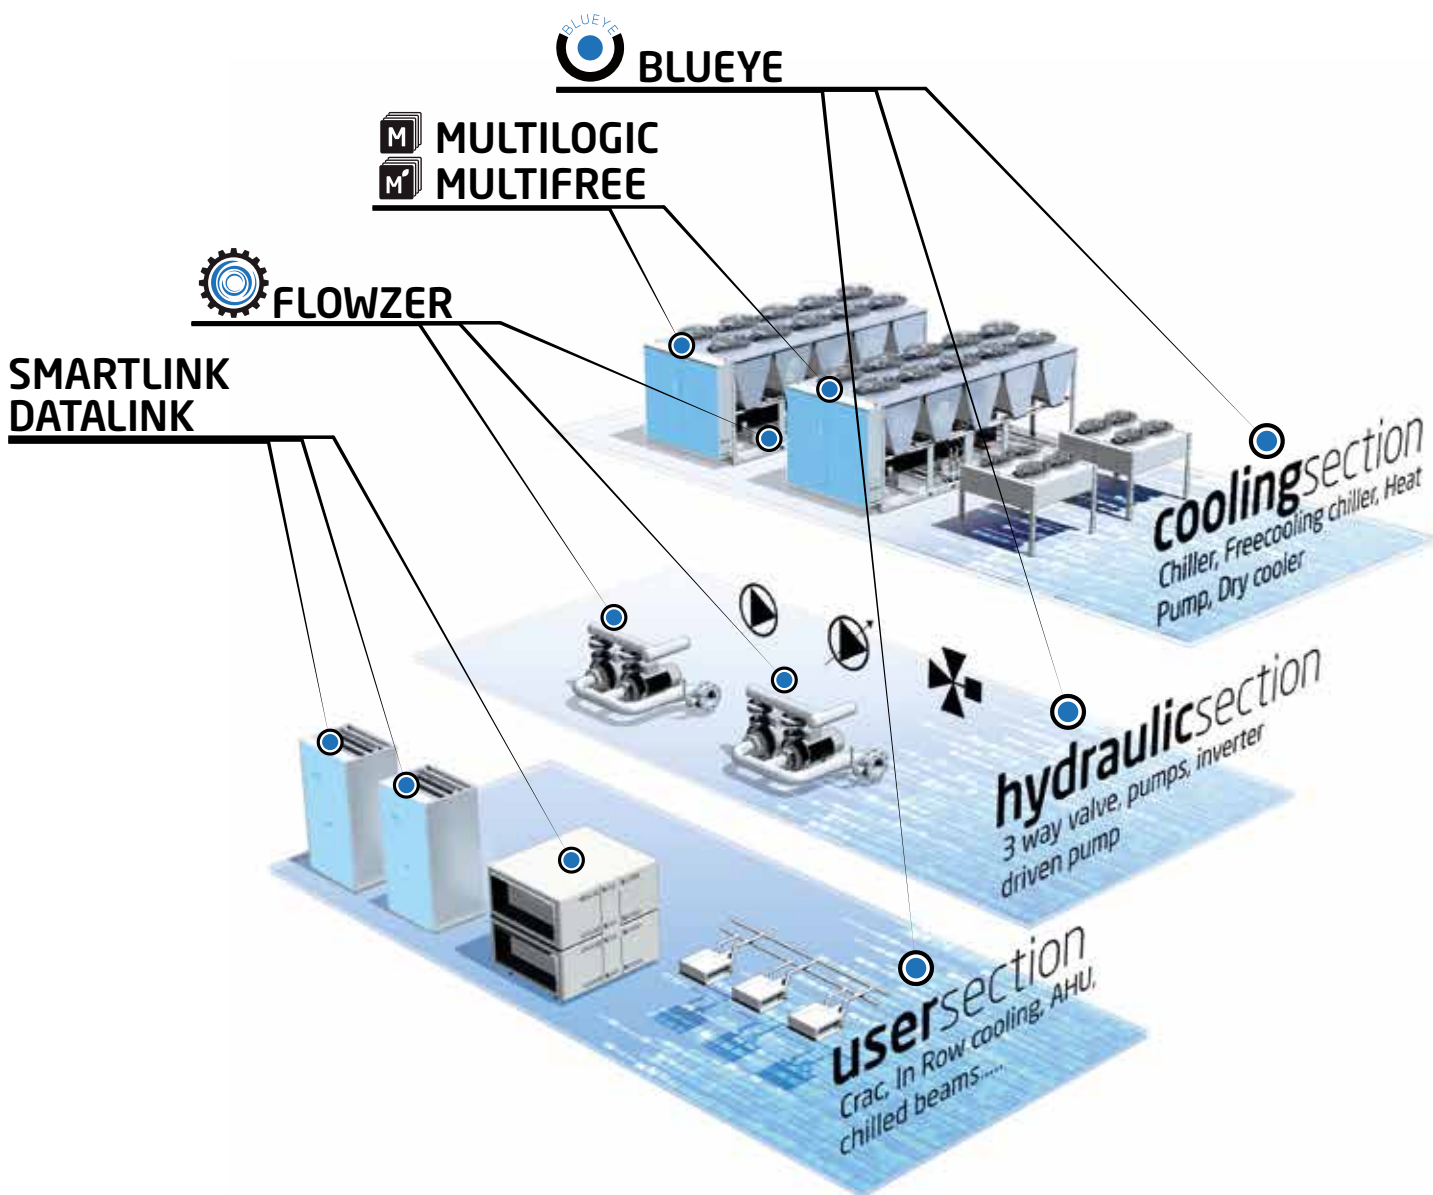 BLUEYE
BLUEYE
M MULTILOGIC
M MULTIFREE
FLOWZER
SMARTLINK
DATALINK
coolingsection
Chiller, Freecooling chiller, Heat
Pump, Dry cooler
hydraulicsection
3 way valve, pumps, inverter
driven pump
usersection
Crac, In Row cooling, AHU,
chilled beams.....